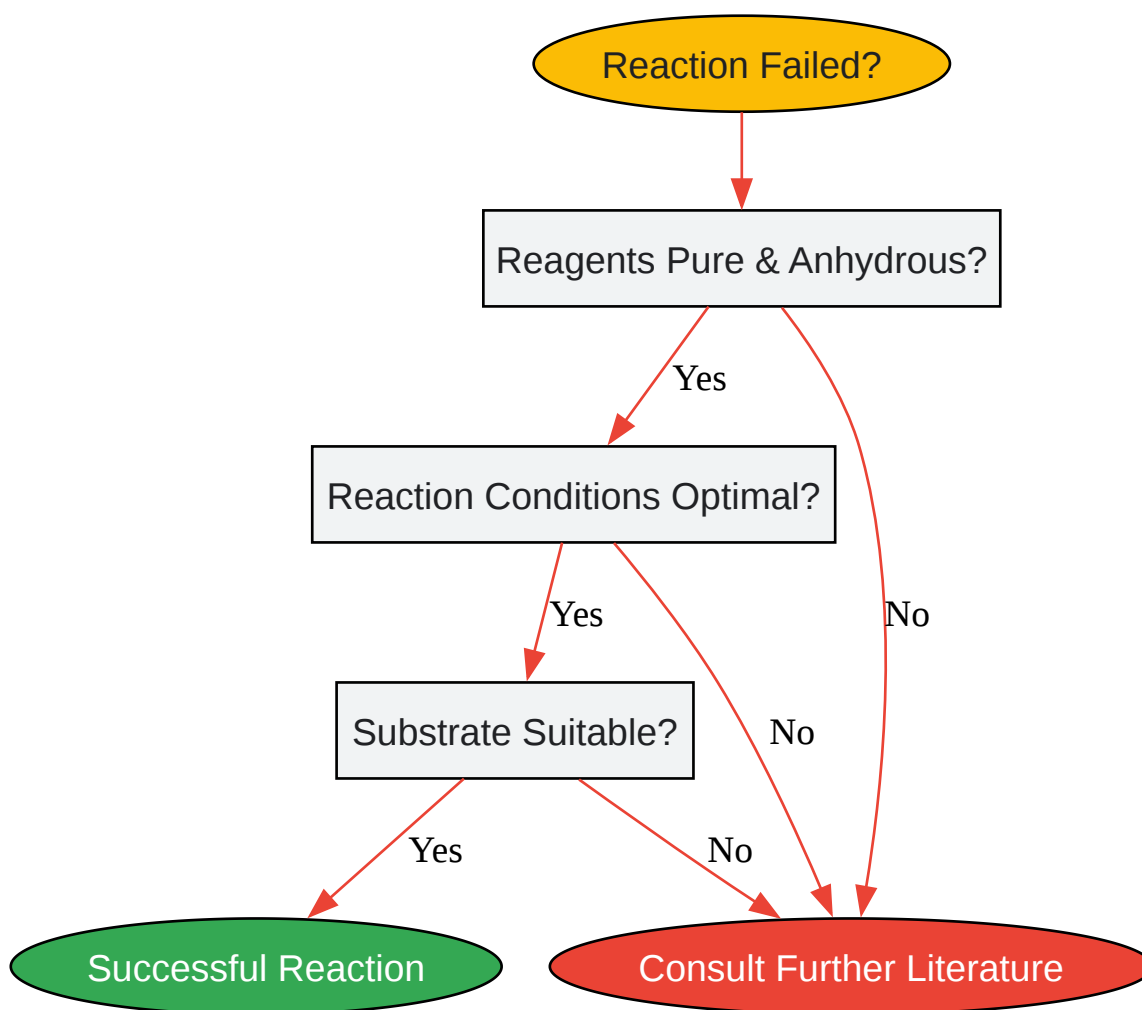 Reaction Failed?
Reagents Pure & Anhydrous?
Yes
Reaction Conditions Optimal?
Yes
No
Substrate Suitable?
No
Yes
No
Successful Reaction
Consult Further Literature